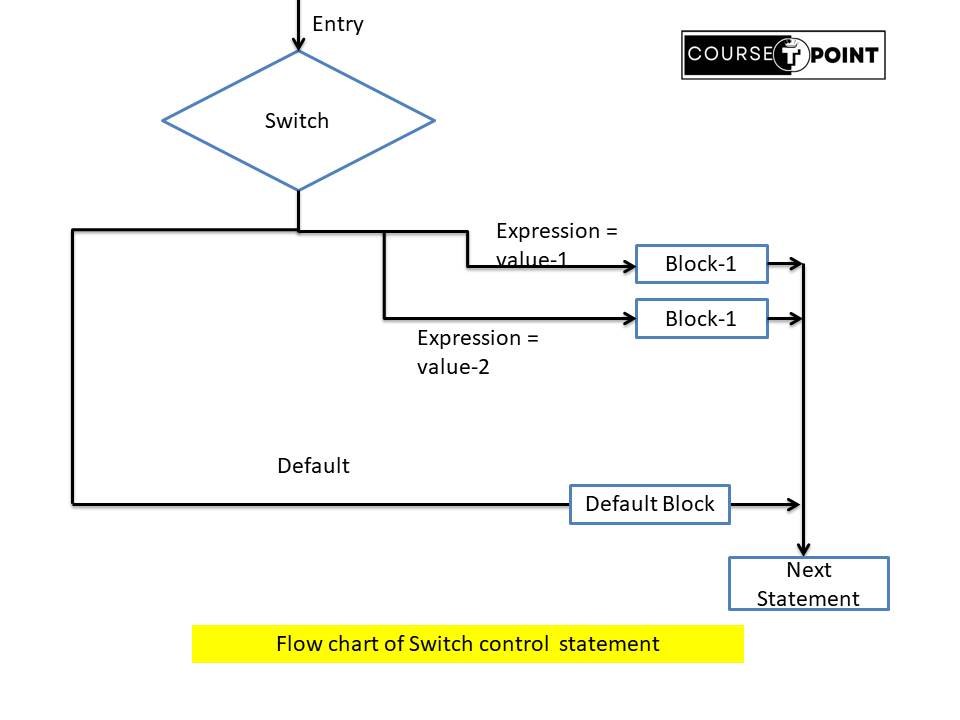 Entry
COURSE T POINT
Switch
Expression =
value-1
Block-1
Block-1
Expression =
value-2
Default
Default Block
Next
Statement
Flow chart of Switch control statement